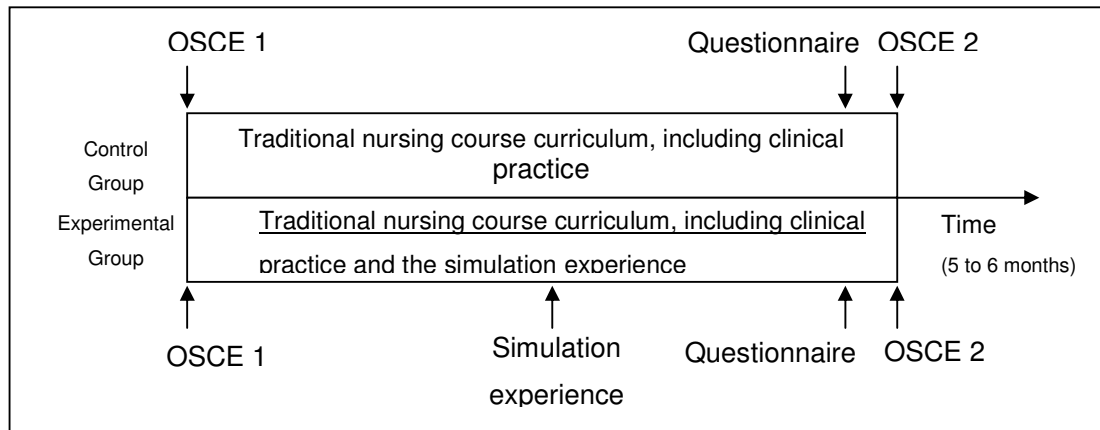 OSCE 1
Questionnaire OSCE 2
Control
Group
Traditional nursing course curriculum, including clinical
practice
Experimental
Group
Traditional nursing course curriculum, including clinical
practice and the simulation experience
Time
(5 to 6 months)
OSCE 1
Simulation
experience
Questionnaire OSCE 2